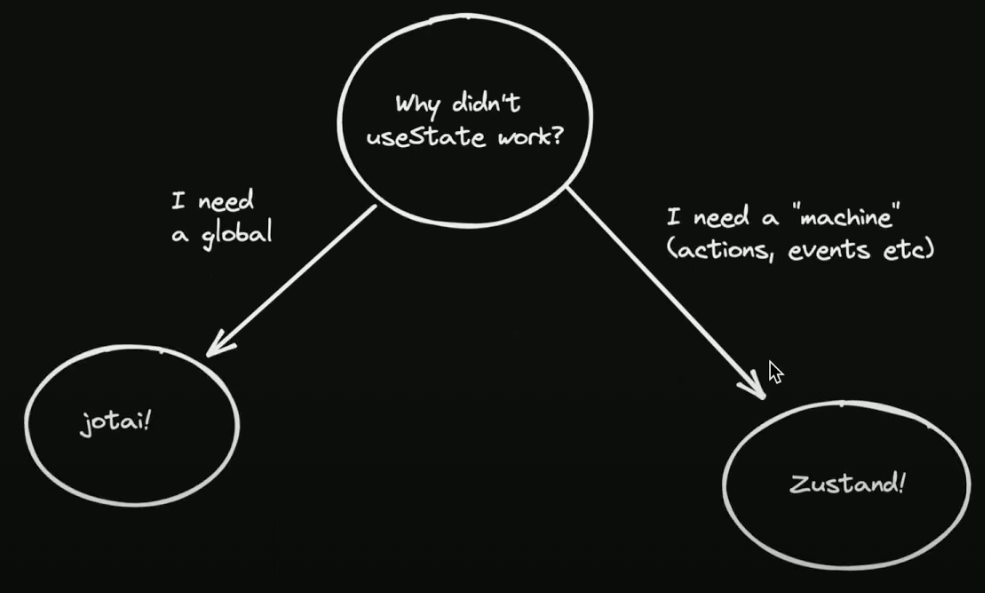 Why didn't
useState work?
I need
a global
I need a "machine"
(actions, events etc)
jotai!
Zustand!